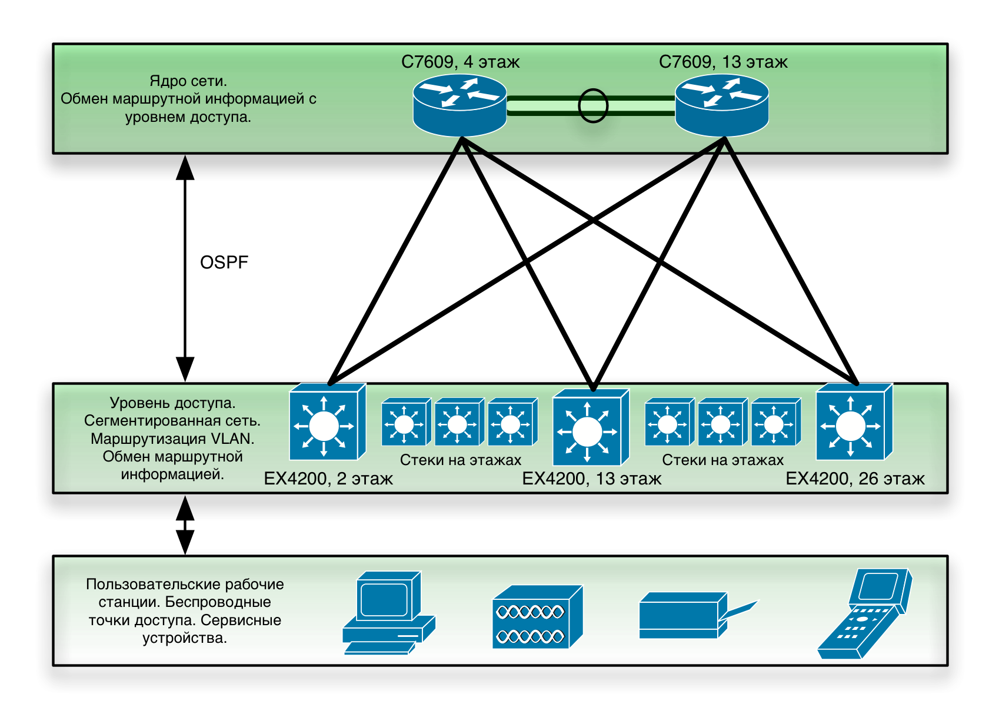 C7609, 4 этаж
C7609, 13 этаж
Ядро сети.
Обмен маршрутной информацией с
уровнем доступа.
OSPF
Уровень доступа.
Сегментированная сеть.
Маршрутизация VLAN.
Обмен маршрутной
информацией.
Стеки на этажах
Стеки на этажах
EX4200, 2 этаж
EX4200, 13 этаж
EX4200, 26 этаж
Пользовательские рабочие
станции. Беспроводные
точки доступа. Сервисные
устройства.